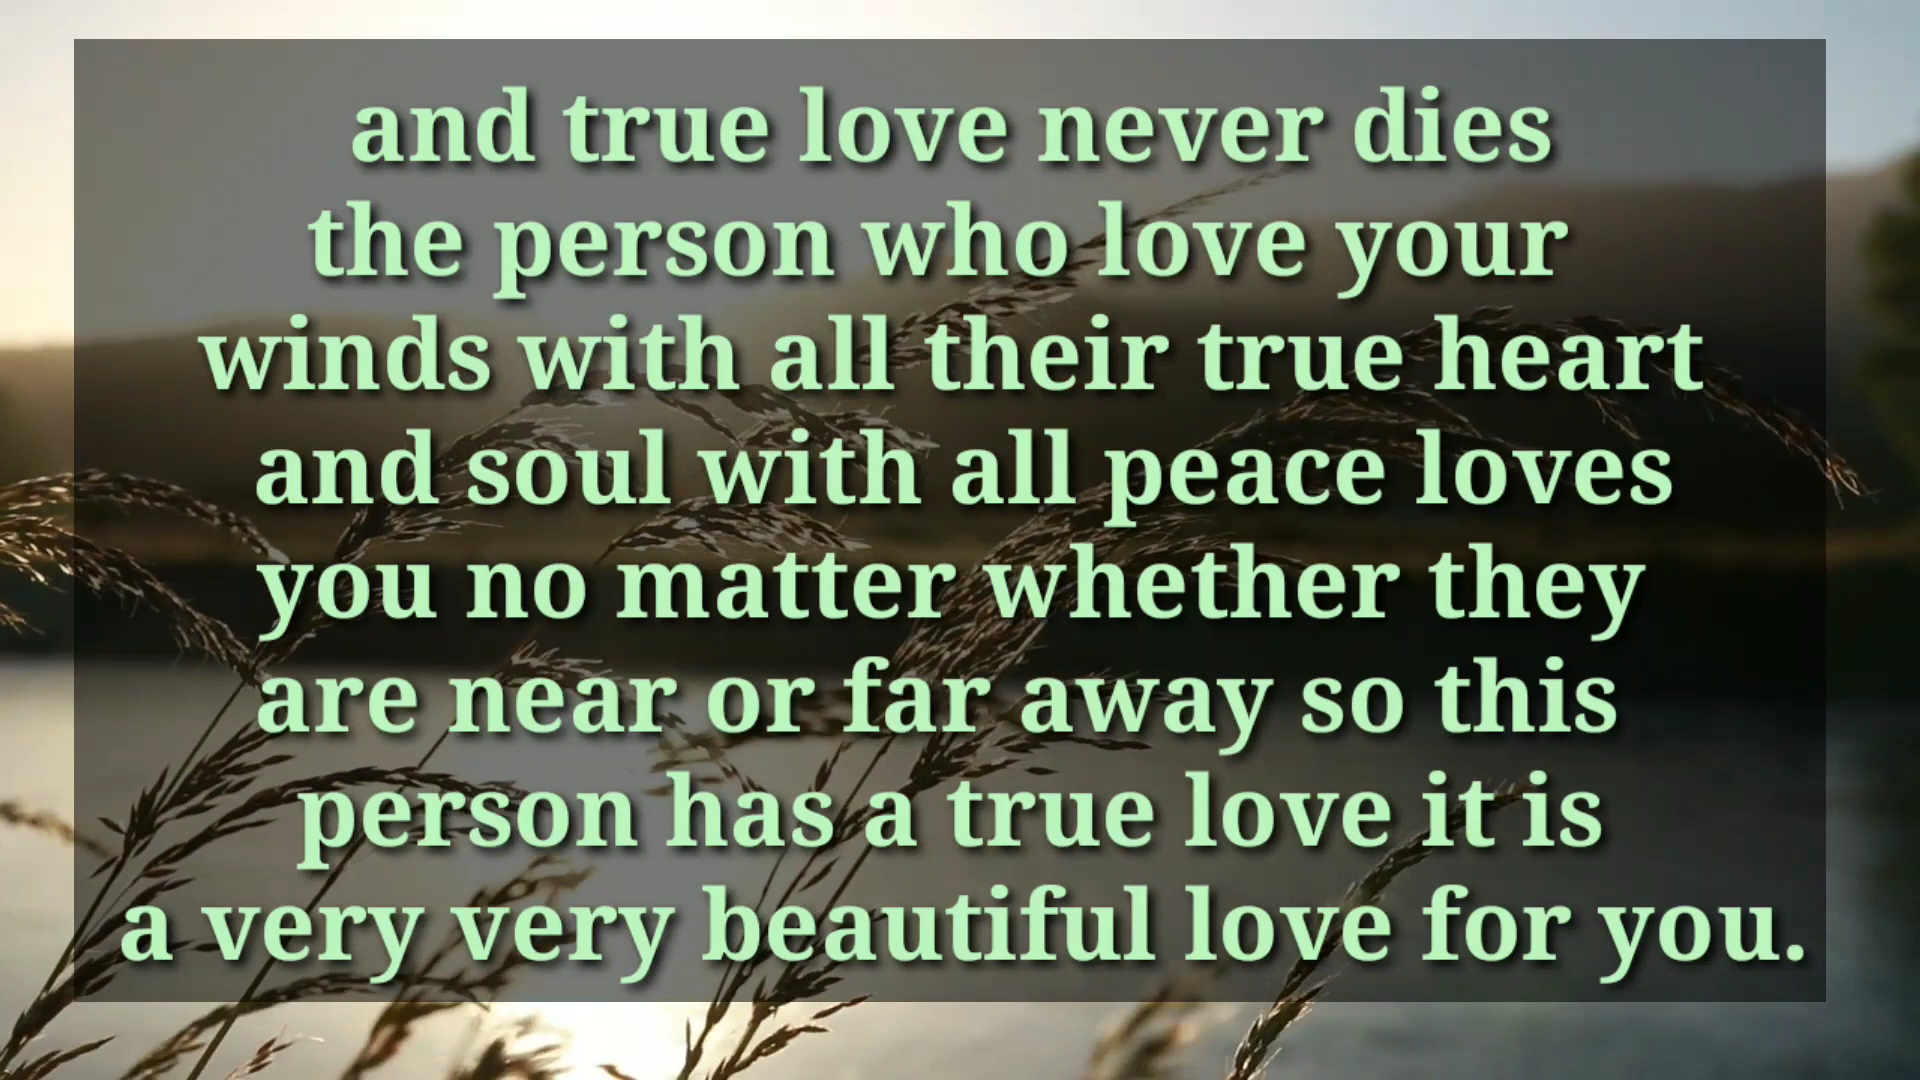 and true love never dies
the person who love your
winds with all their true heart
and soul with all peace loves
you no matter whether they
are near or far away so this
person has a true love it is
a very very beautiful love for you.